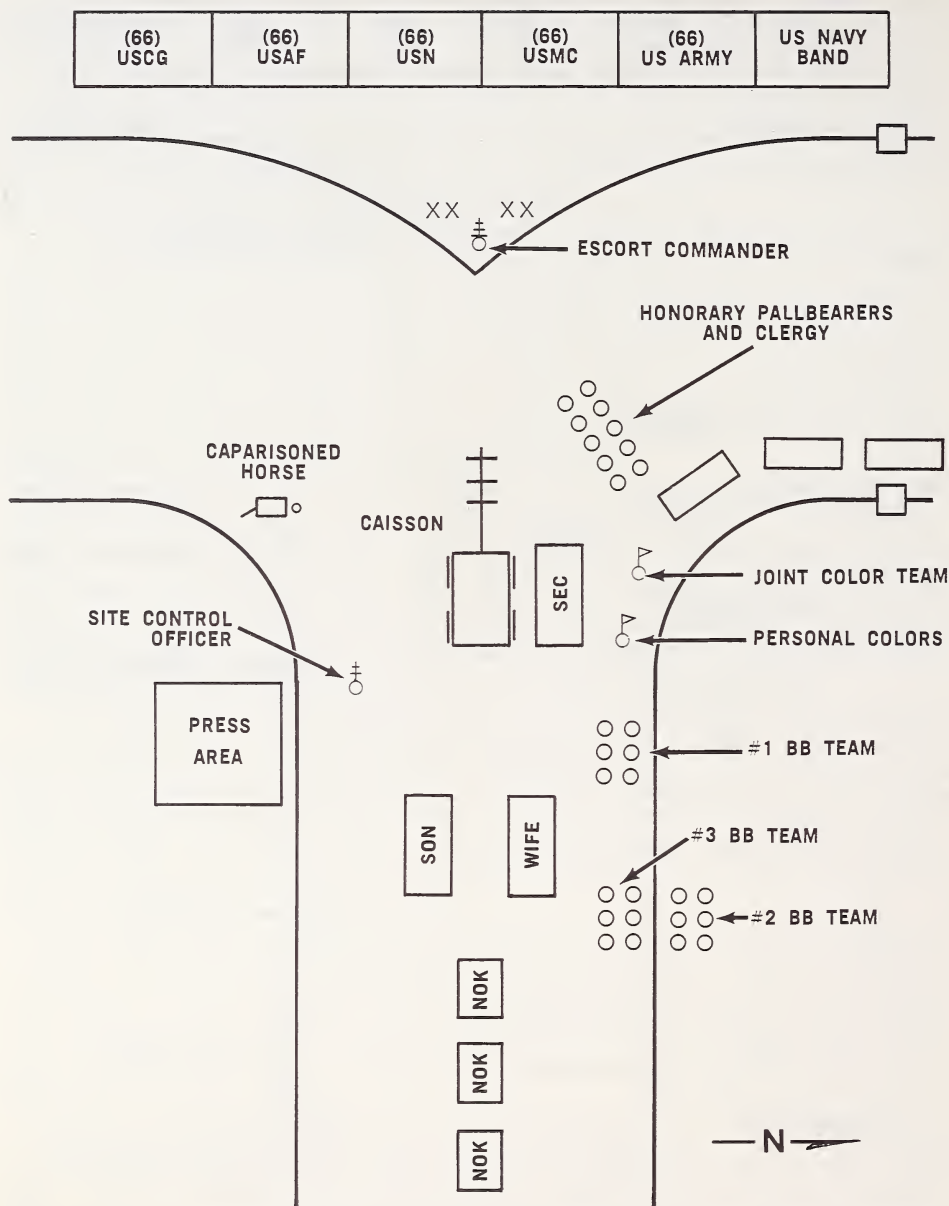 (66)
USCG
(66)
USAF
(66)
USN
(66)
USMC
(66)
US ARMY
US NAVY
BAND
XX
XX
ESCORT COMMANDER
HONORARY PALLBEARERS
AND CLERGY
CAPARISONED
HORSE
CAISSON
SEC
JOINT COLOR TEAM
SITE CONTROL
OFFICER
PERSONAL COLORS
PRESS
AREA
#1 BB TEAM
SON
WIFE
#3 BB TEAM
#2 BB TEAM
NOK
NOK
NOK
N